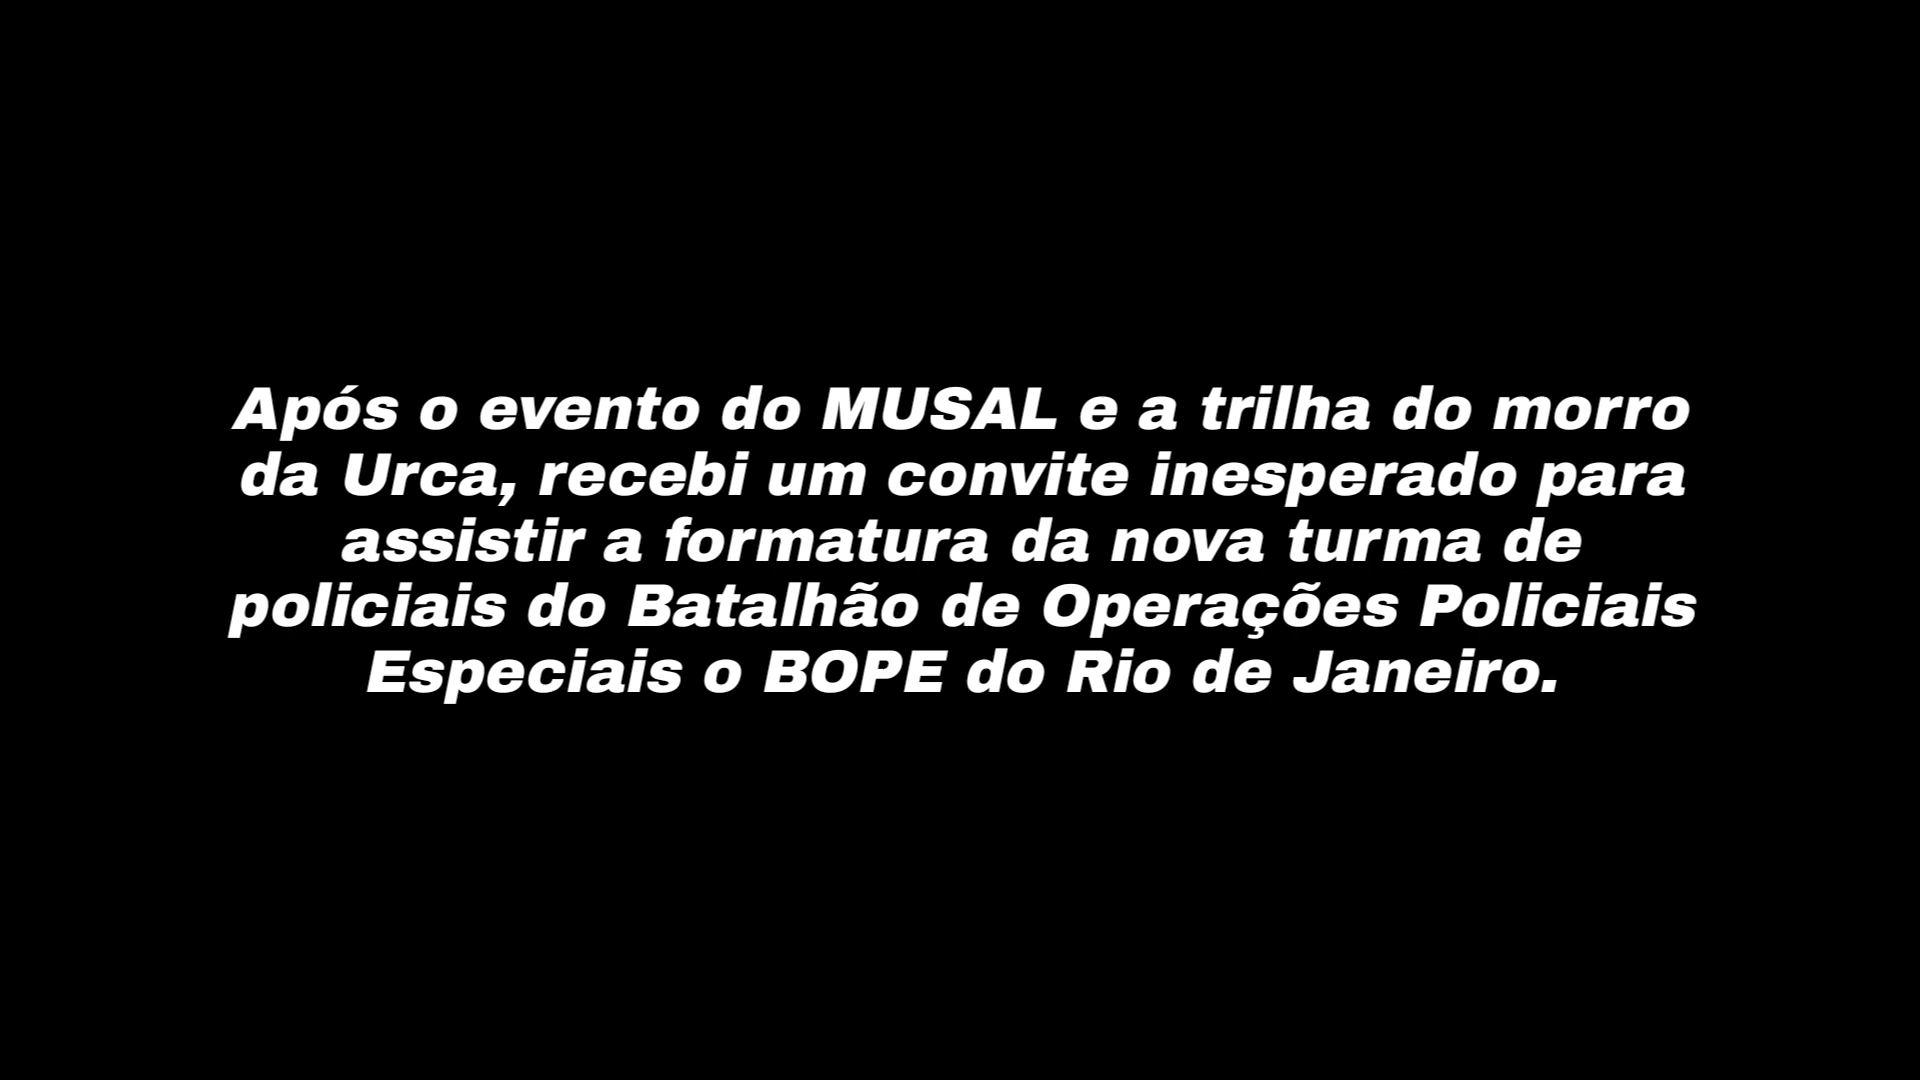 Após o evento do MUSAL e a trilha do morro
da Urca, recebi um convite inesperado para
assistir a formatura da nova turma de
policiais do Batalhão de Operações Policiais
Especiais o BOPE do Rio de Janeiro.